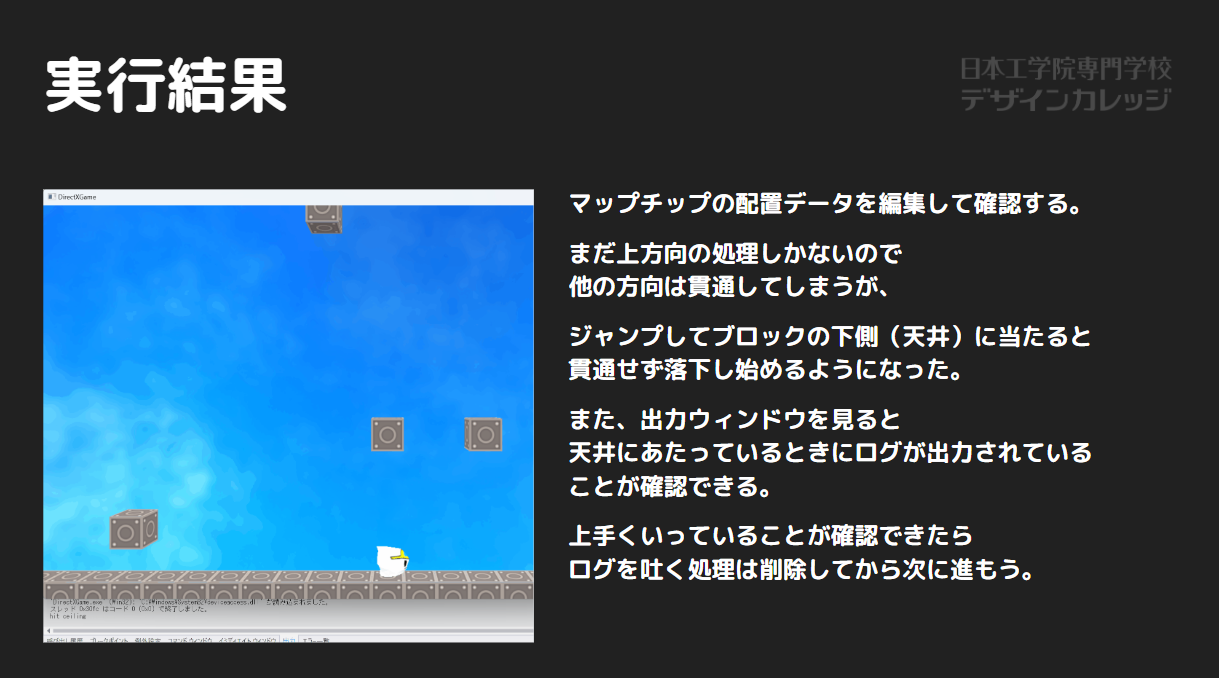 実行結果
日本工学院専門学校
デザインカレッジ
DirectXGame
マップチップの配置データを編集して確認する。
まだ上方向の処理しかないので
他の方向は貫通してしまうが、
ジャンプしてブロックの下側（天井）に当たると
貫通せず落下し始めるようになった。
また、出力ウィンドウを見ると
天井にあたっているときにログが出力されている
ことが確認できる。
上手くいっていることが確認できたら
ログを吐く処理は削除してから次に進もう。
はコード 0 (0x0) で終了しました。
hit ceiling